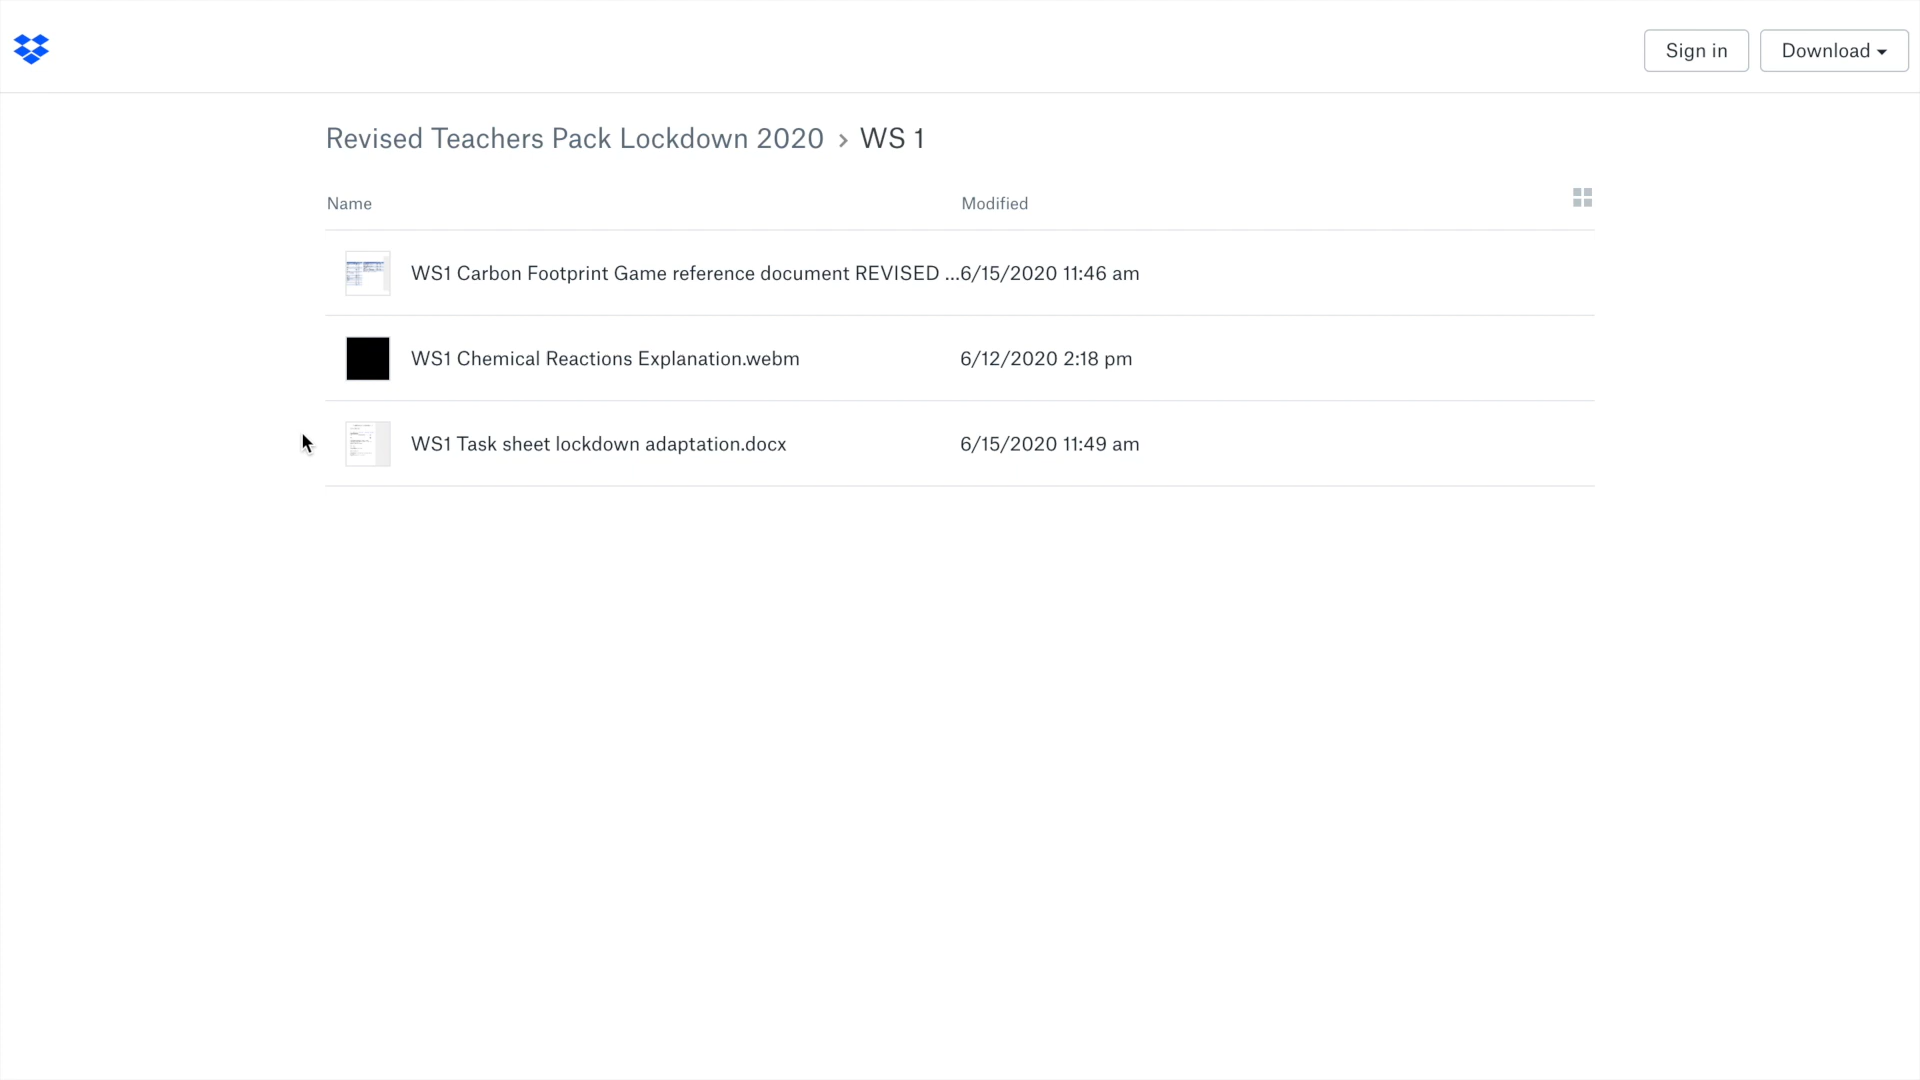 Sign in
Download
Revised Teachers Pack Lockdown 2020 › WS 1
Name Modified
WS1 Carbon Footprint Game reference document REVISED ... 6/15/2020 11:46 am
WS1 Chemical Reactions Explanation.webm 6/12/2020 2:18 pm
WS1 Task sheet lockdown adaptation.docx 6/15/2020 11:49 am